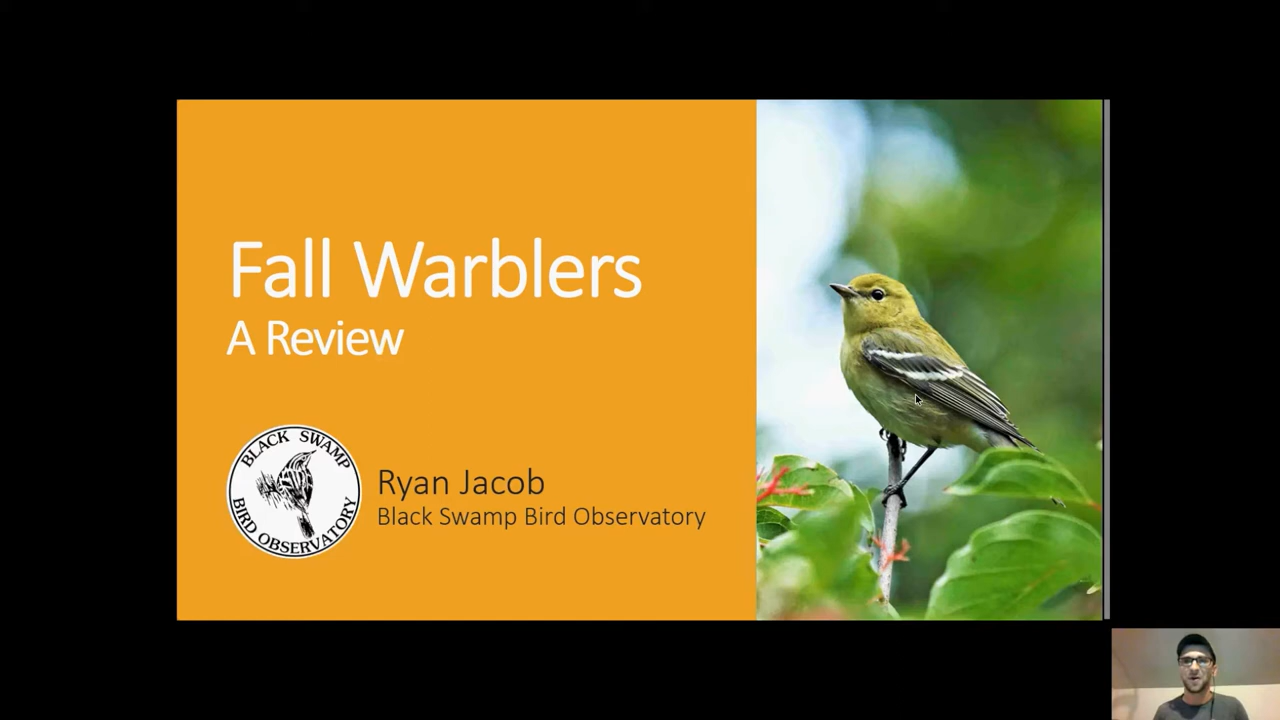 Fall Warblers
A Review
BLACK SWAMP
BIRD OBSERVATORY
Ryan Jacob
Black Swamp Bird Observatory